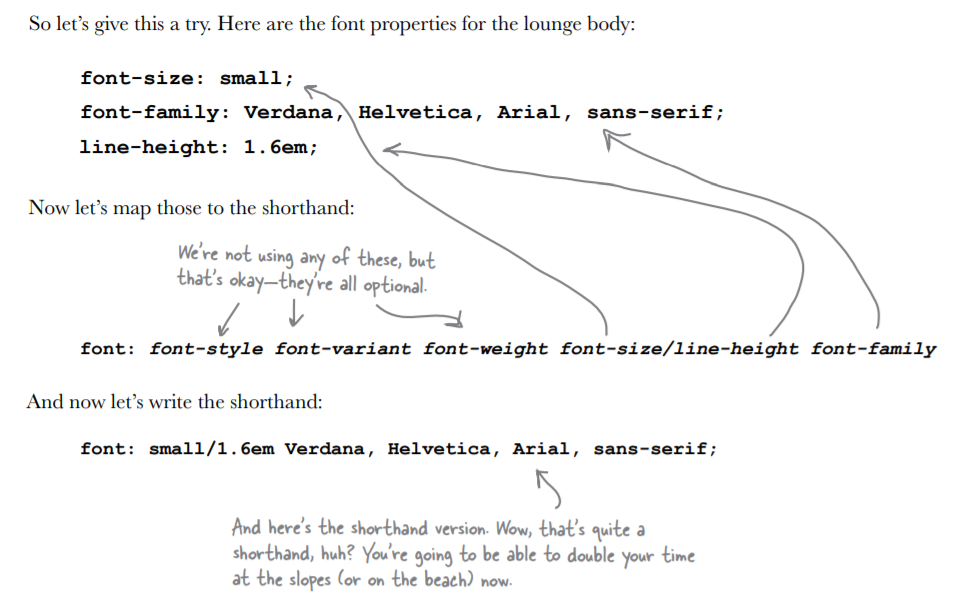 So let’s give this a try. Here are the font properties for the lounge body:
font-size: small;
font-family: Verdana, Helvetica, Arial, sans-serif;
line-height: 1.6em;
Now let’s map those to the shorthand:
We’re not using any of these, but
that’s okay—they’re all optional.
font: font-style font-variant font-weight font-size/line-height font-family
And now let’s write the shorthand:
font: small/1.6em Verdana, Helvetica, Arial, sans-serif;
And here’s the shorthand version. Wow, that’s quite a
shorthand, huh? You’re going to be able to double your time
at the slopes (or on the beach) now.